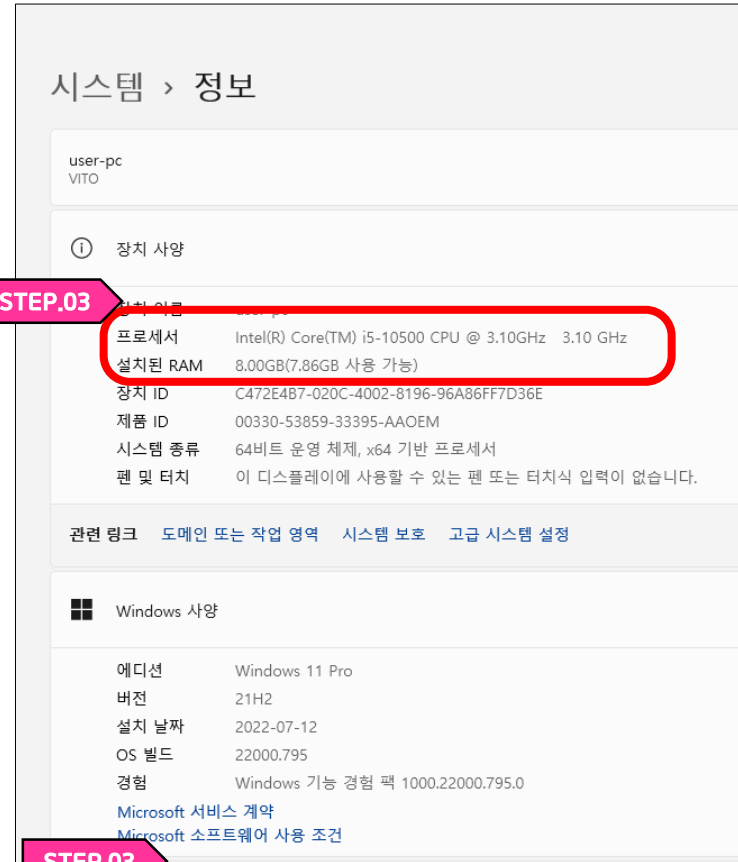 시스템 › 정보
user-pc
VITO
장치 사양
STEP.03
장치 이름 user-pc
프로세서 Intel(R) Core(TM) i5-10500 CPU @ 3.10GHz 3.10 GHz
설치된 RAM 8.00GB(7.86GB 사용 가능)
장치 ID C472E4B7-020C-4002-8196-96A86FF7D36E
제품 ID 00330-53859-33395-AAOEM
시스템 종류 64비트 운영 체제, x64 기반 프로세서
펜 및 터치 이 디스플레이에 사용할 수 있는 펜 또는 터치식 입력이 없습니다.
관련 링크 도메인 또는 작업 영역 시스템 보호 고급 시스템 설정
Windows 사양
에디션 Windows 11 Pro
버전 21H2
설치 날짜 2022-07-12
OS 빌드 22000.795
경험 Windows 기능 경험 팩 1000.22000.795.0
Microsoft 서비스 계약
Microsoft 소프트웨어 사용 조건
STEP.03